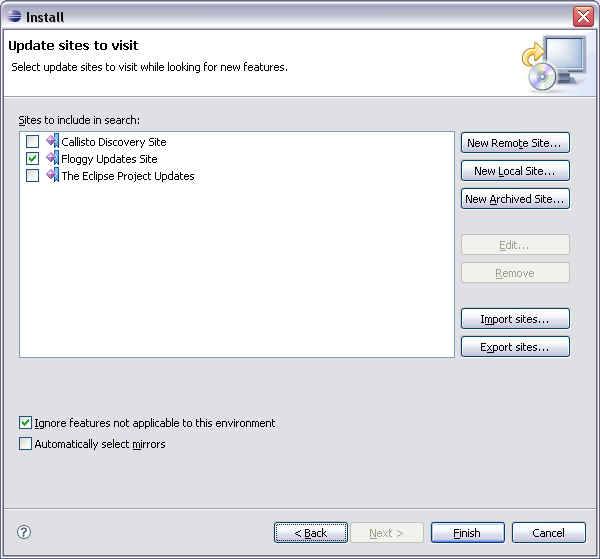 Install
Update sites to visit
Select update sites to visit while looking for new features.
Sites to include in search:
Callisto Discovery Site
Floggy Updates Site
The Eclipse Project Updates
New Remote Site...
New Local Site...
New Archived Site...
Edit...
Remove
Import sites...
Export sites...
Ignore features not applicable to this environment
Automatically select mirrors
?
< Back
Next >
Finish
Cancel